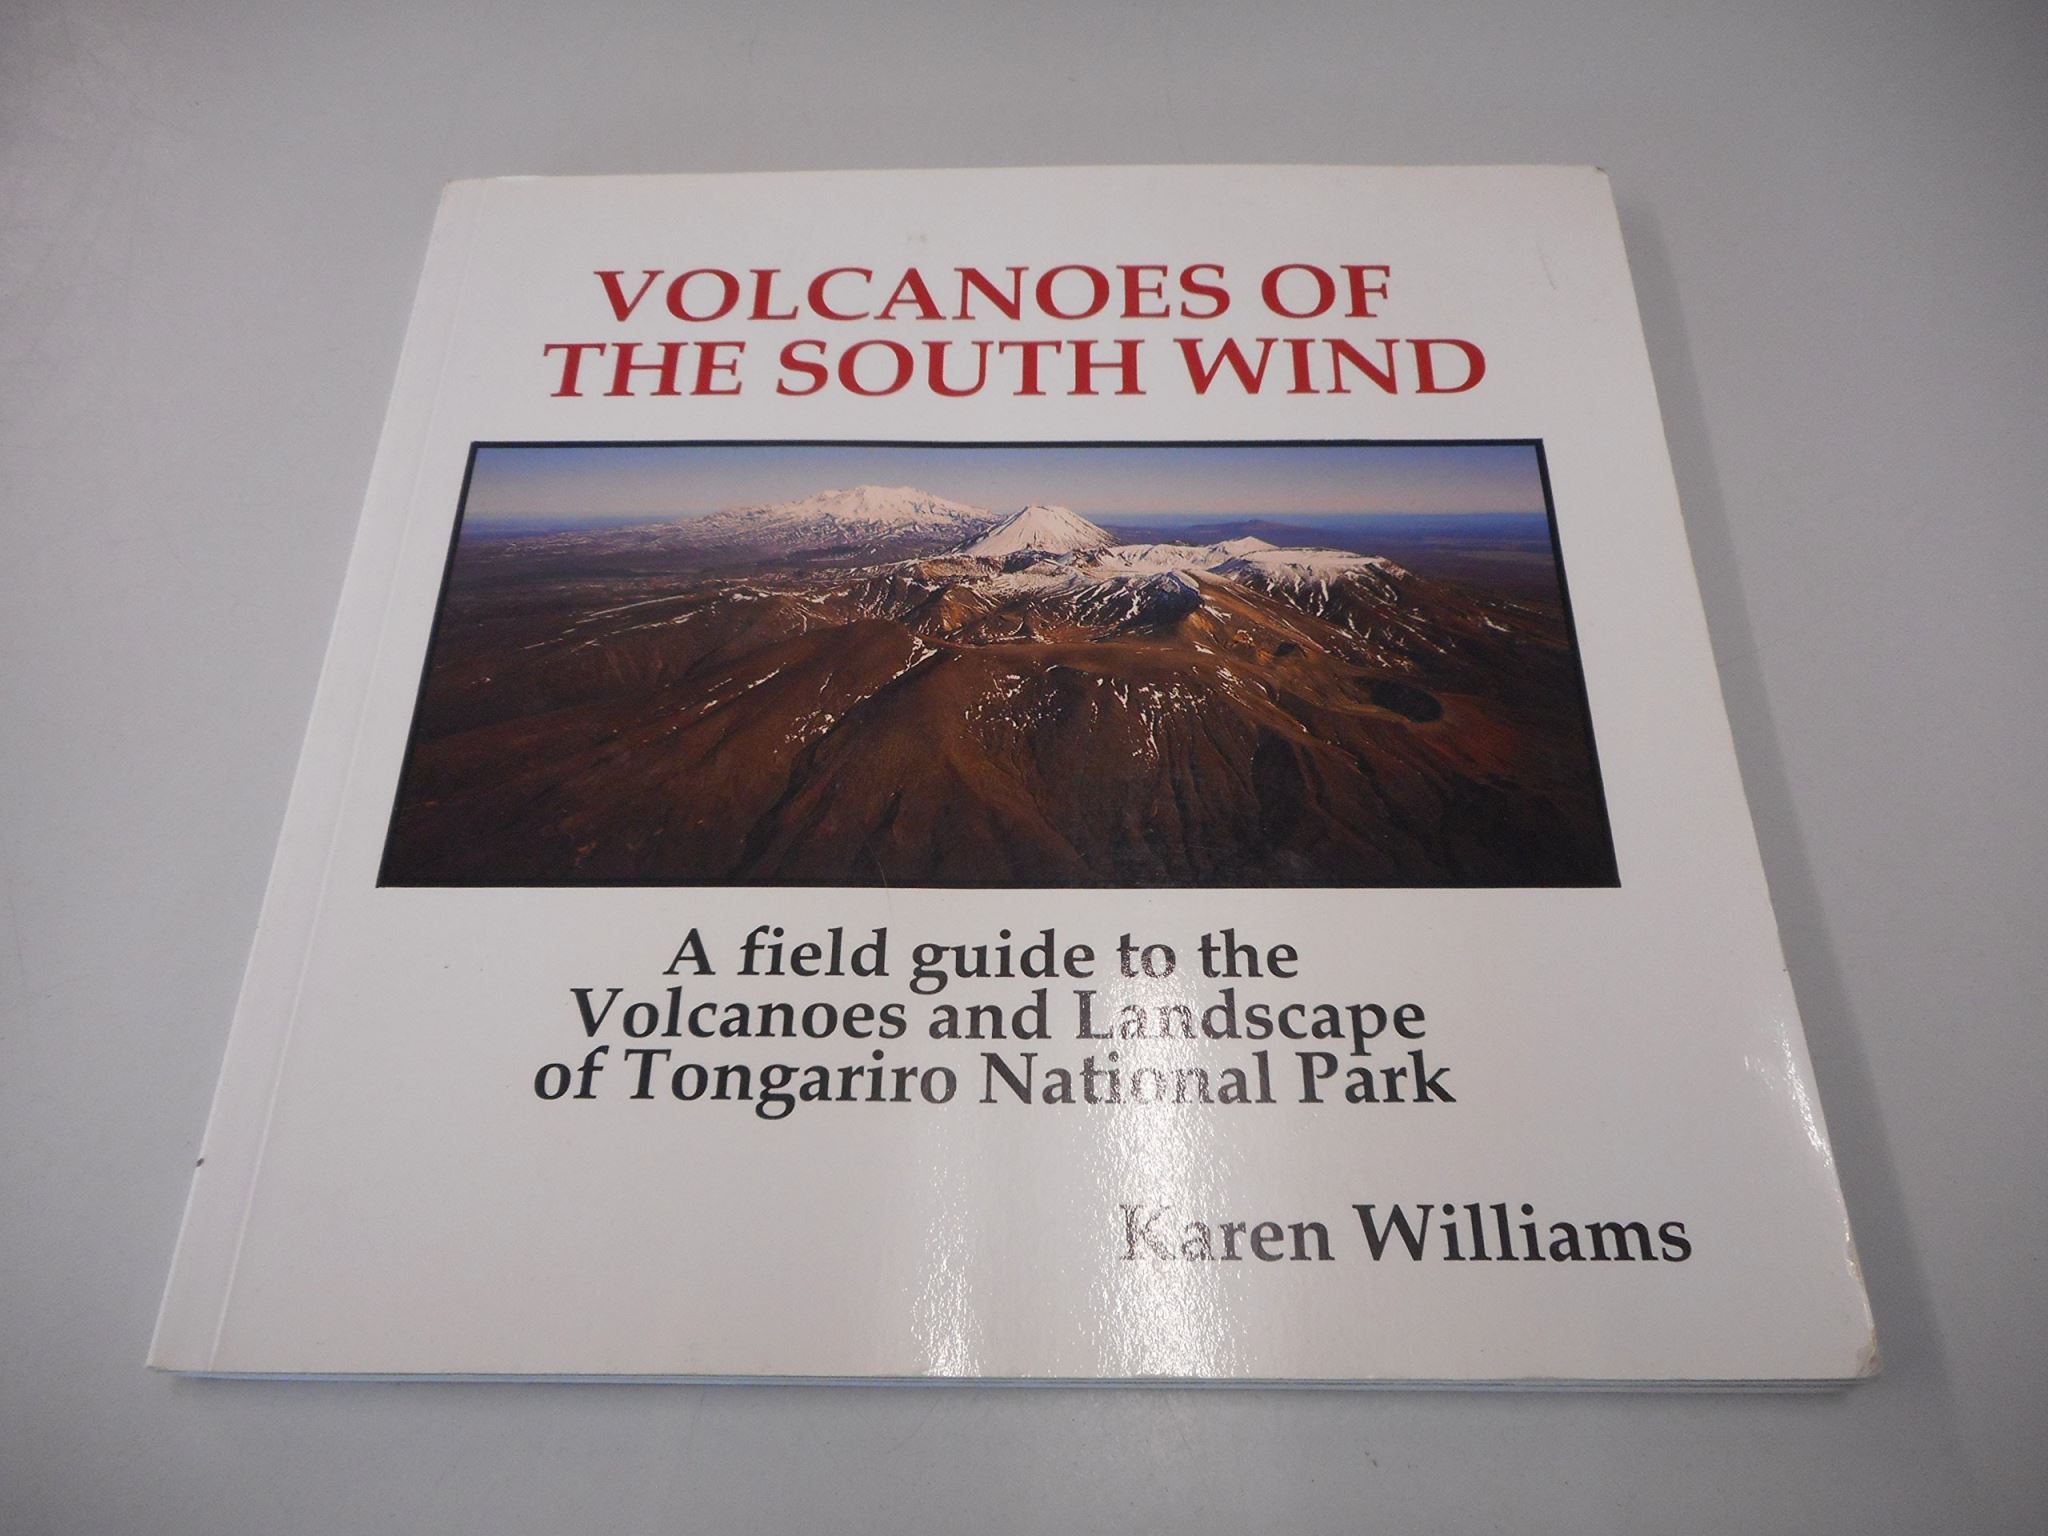 VOLCANOES OF
THE SOUTH WIND
A field guide to the
Volcanoes and Landscape
of Tongariro National Park
Karen Williams